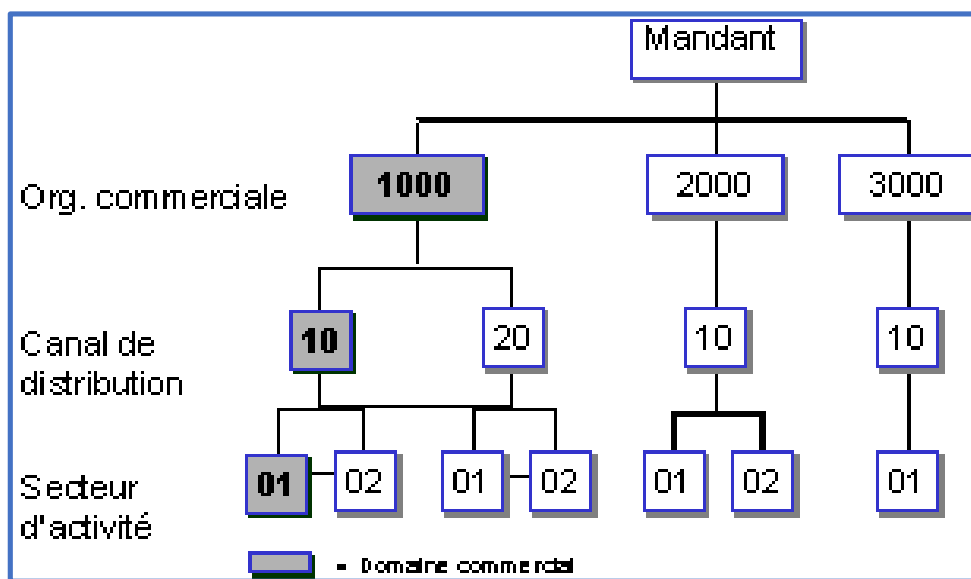 Mandant
Org. commerciale 1000 2000 3000
Canal de
distribution
10 20 10 10
Secteur
d'activité
01 02 01 02 01 02 01
= Domaine commercial